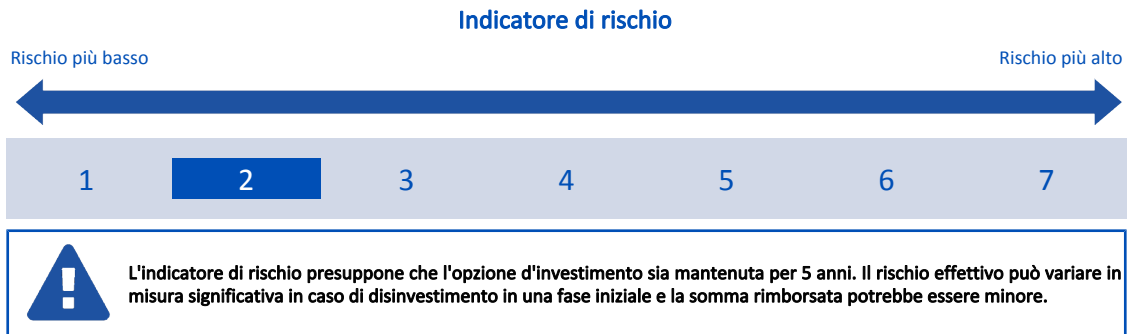 Indicatore di rischio
Rischio più basso
Rischio più alto
1 2 3 4 5 6 7
L'indicatore di rischio presuppone che l'opzione d'investimento sia mantenuta per 5 anni. Il rischio effettivo può variare in
misura significativa in caso di disinvestimento in una fase iniziale e la somma rimborsata potrebbe essere minore.